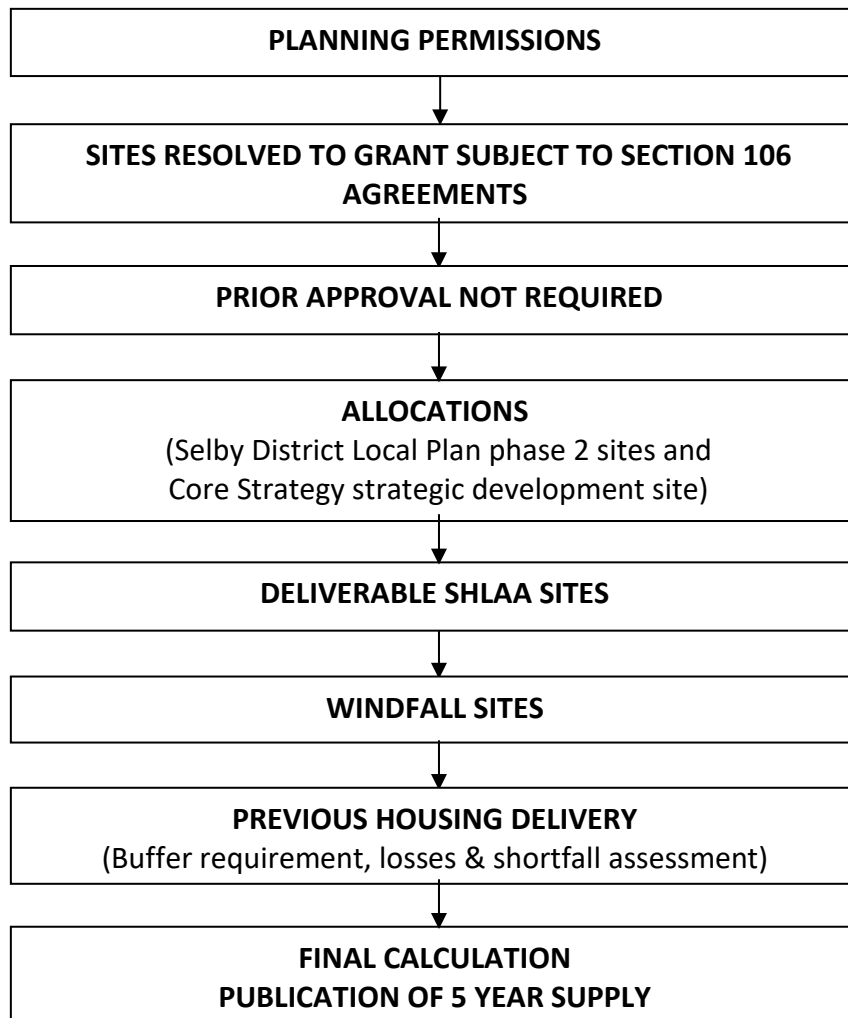 PLANNING PERMISSIONS
SITES RESOLVED TO GRANT SUBJECT TO SECTION 106
AGREEMENTS
PRIOR APPROVAL NOT REQUIRED
ALLOCATIONS
(Selby District Local Plan phase 2 sites and
Core Strategy strategic development site)
DELIVERABLE SHLAA SITES
WINDFALL SITES
PREVIOUS HOUSING DELIVERY
(Buffer requirement, losses & shortfall assessment)
FINAL CALCULATION
PUBLICATION OF 5 YEAR SUPPLY